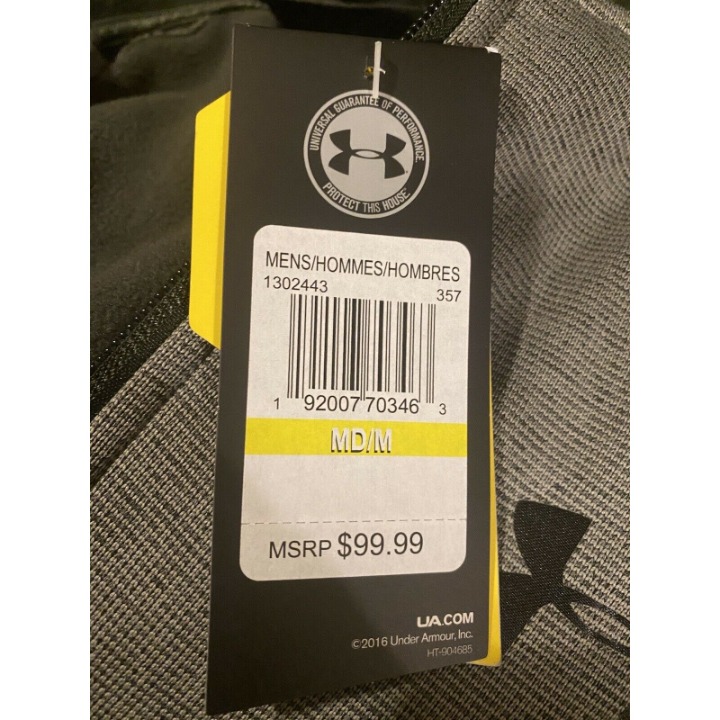 UNIVERSAL GUARANTEE OF PERFORMANCE
PROTECT THIS HOUSE
MENS/HOMMES/HOMBRES
1302443 357
1 92007 70346 3
MD/M
MSRP $99.99
UA.COM
©2016 Under Armour, Inc.
HT-904685